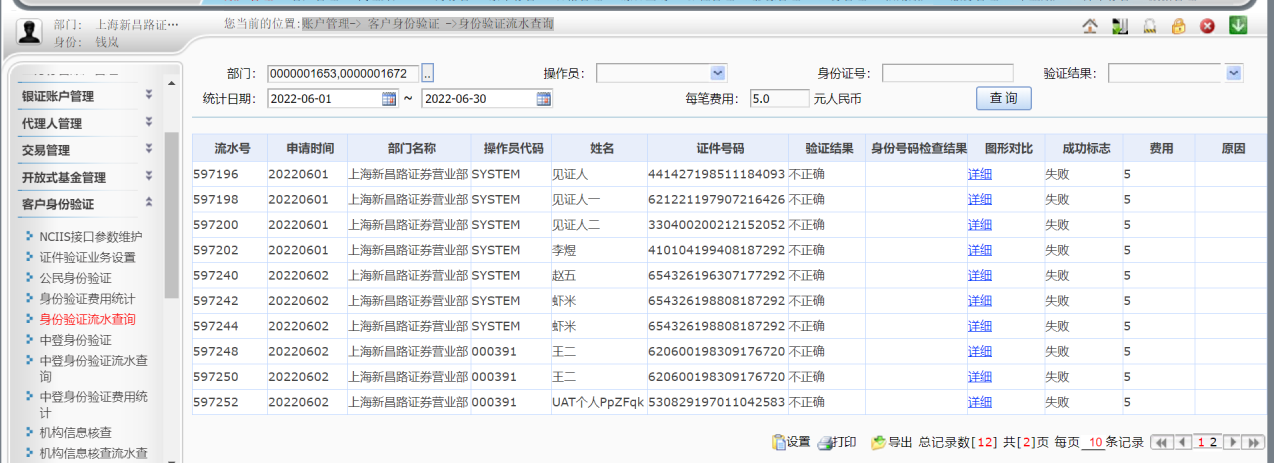 部门： 上海新昌路证…
身份： 钱岚
您当前的位置:账户管理-> 客户身份验证 ->身份验证流水查询
银证账户管理
代理人管理
交易管理
开放式基金管理
客户身份验证
NCIIS接口参数维护
证件验证业务设置
公民身份验证
身份验证费用统计
身份验证流水查询
中登身份验证
中登身份验证流水查
询
中登身份验证费用统
计
机构信息核查
机构信息核查流水查
部门： 0000001653,0000001672 .. 操作员： 身份证号： 验证结果：
统计日期： 2022-06-01 ~ 2022-06-30 每笔费用： 5.0 元人民币 查 询
流水号 申请时间 部门名称 操作员代码 姓名 证件号码 验证结果 身份号码检查结果 图形对比 成功标志 费用 原因
597196 20220601 上海新昌路证券营业部 SYSTEM 见证人 441427198511184093 不正确 详细 失败 5
597198 20220601 上海新昌路证券营业部 SYSTEM 见证人一 621221197907216426 不正确 详细 失败 5
597200 20220601 上海新昌路证券营业部 SYSTEM 见证人二 330400200212152052 不正确 详细 失败 5
597202 20220601 上海新昌路证券营业部 SYSTEM 李煜 410104199408187292 不正确 详细 失败 5
597240 20220602 上海新昌路证券营业部 SYSTEM 赵五 654326196307177292 不正确 详细 失败 5
597242 20220602 上海新昌路证券营业部 SYSTEM 虾米 654326198808187292 不正确 详细 失败 5
597244 20220602 上海新昌路证券营业部 SYSTEM 虾米 654326198808187292 不正确 详细 失败 5
597248 20220602 上海新昌路证券营业部 000391 王二 620600198309176720 不正确 详细 失败 5
597250 20220602 上海新昌路证券营业部 000391 王二 620600198309176720 不正确 详细 失败 5
597252 20220602 上海新昌路证券营业部 000391 UAT个人PpZFqk 530829197011042583 不正确 详细 失败 5
设置 打印 导出 总记录数[12] 共[2]页 每页 10 条记录 1 2